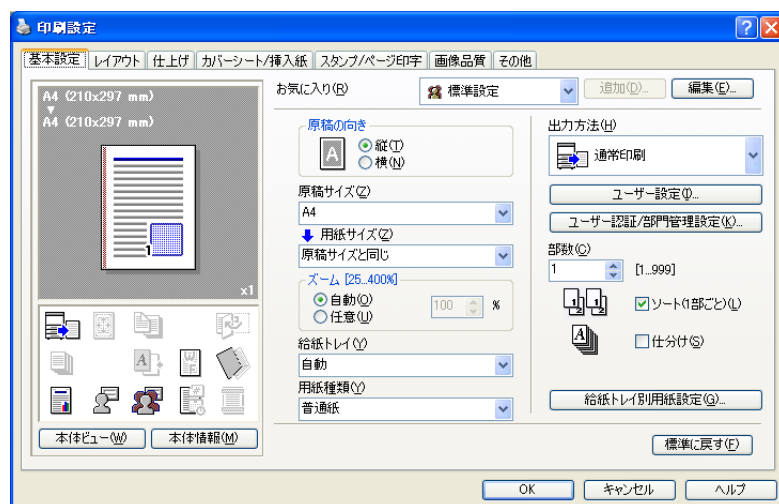 印刷設定
基本設定 レイアウト 仕上げ カバーシート/挿入紙 スタンプ/ページ印字 画像品質 その他
A4 (210x297 mm)
A4 (210x297 mm)
1
x1
本体ビュー(W) 本体情報(M)
お気に入り(R) 標準設定 追加(D)... 編集(E)...
原稿の向き
A
縦(T)
横(N)
原稿サイズ(Z)
A4
用紙サイズ(Z)
原稿サイズと同じ
ズーム [25...400%]
自動(O)
任意(U)
100 %
給紙トレイ(Y)
自動
用紙種類(Y)
普通紙
出力方法(H)
通常印刷
ユーザー設定(I)...
ユーザー認証/部門管理設定(K)...
部数(C)
1 [1...999]
ソート(1部ごと)(L)
仕分け(S)
給紙トレイ別用紙設定(G)...
標準に戻す(F)
OK キャンセル ヘルプ